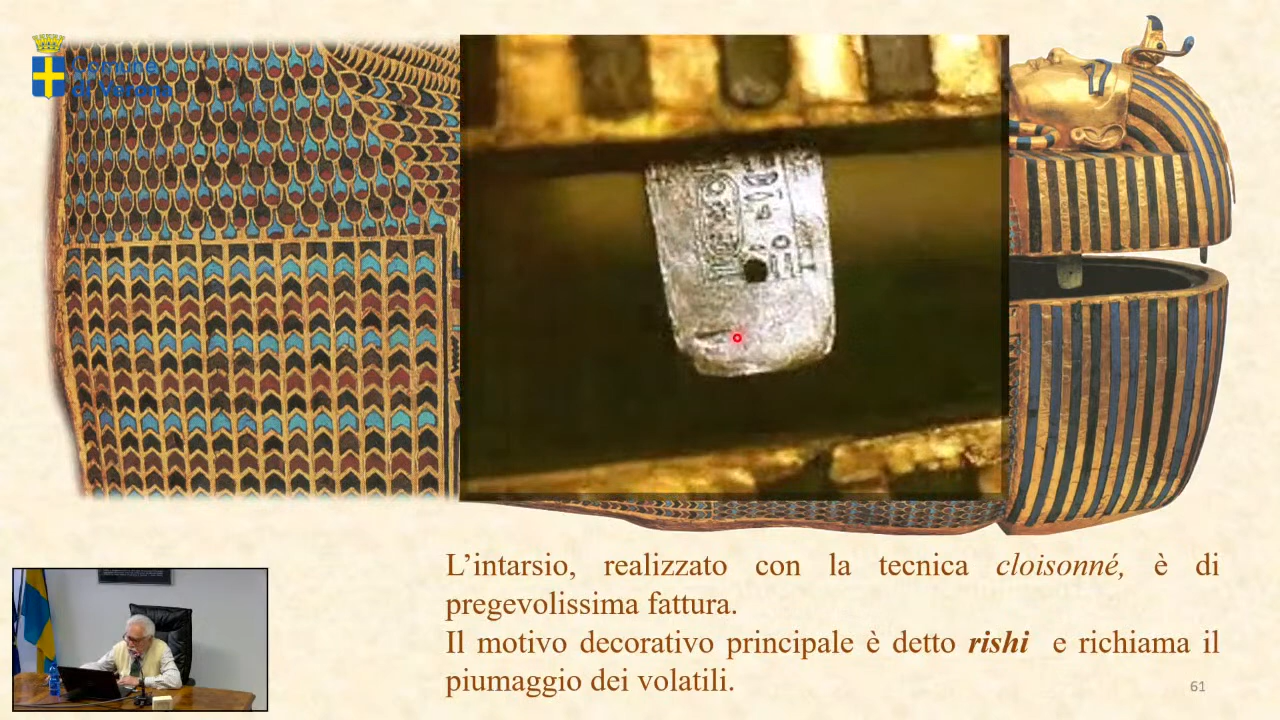 Comune
di Verona
L’intarsio, realizzato con la tecnica cloisonné, è di
pregevolissima fattura.
Il motivo decorativo principale è detto rishi e richiama il
piumaggio dei volatili.
61